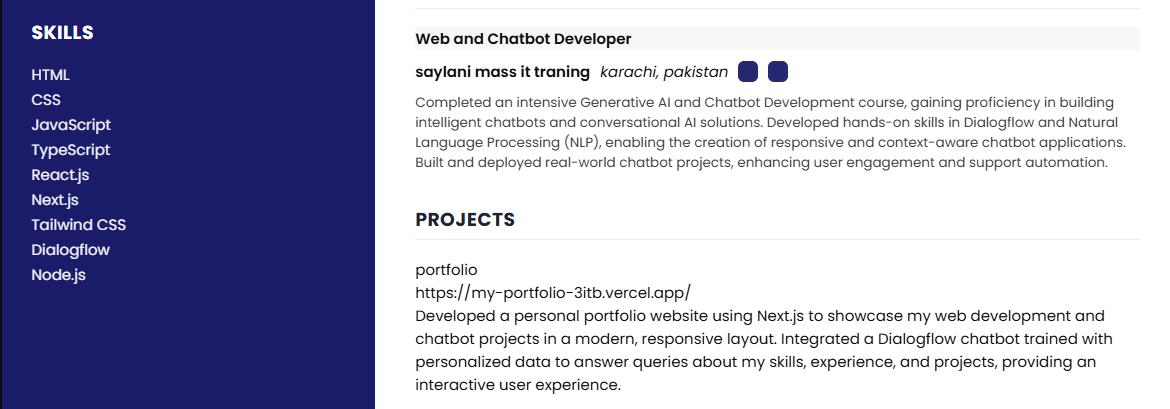 SKILLS
HTML
CSS
JavaScript
TypeScript
React.js
Next.js
Tailwind CSS
Dialogflow
Node.js
Web and Chatbot Developer
saylani mass it traning karachi, pakistan
Completed an intensive Generative AI and Chatbot Development course, gaining proficiency in building
intelligent chatbots and conversational AI solutions. Developed hands-on skills in Dialogflow and Natural
Language Processing (NLP), enabling the creation of responsive and context-aware chatbot applications.
Built and deployed real-world chatbot projects, enhancing user engagement and support automation.
PROJECTS
portfolio
https://my-portfolio-3itb.vercel.app/
Developed a personal portfolio website using Next.js to showcase my web development and
chatbot projects in a modern, responsive layout. Integrated a Dialogflow chatbot trained with
personalized data to answer queries about my skills, experience, and projects, providing an
interactive user experience.